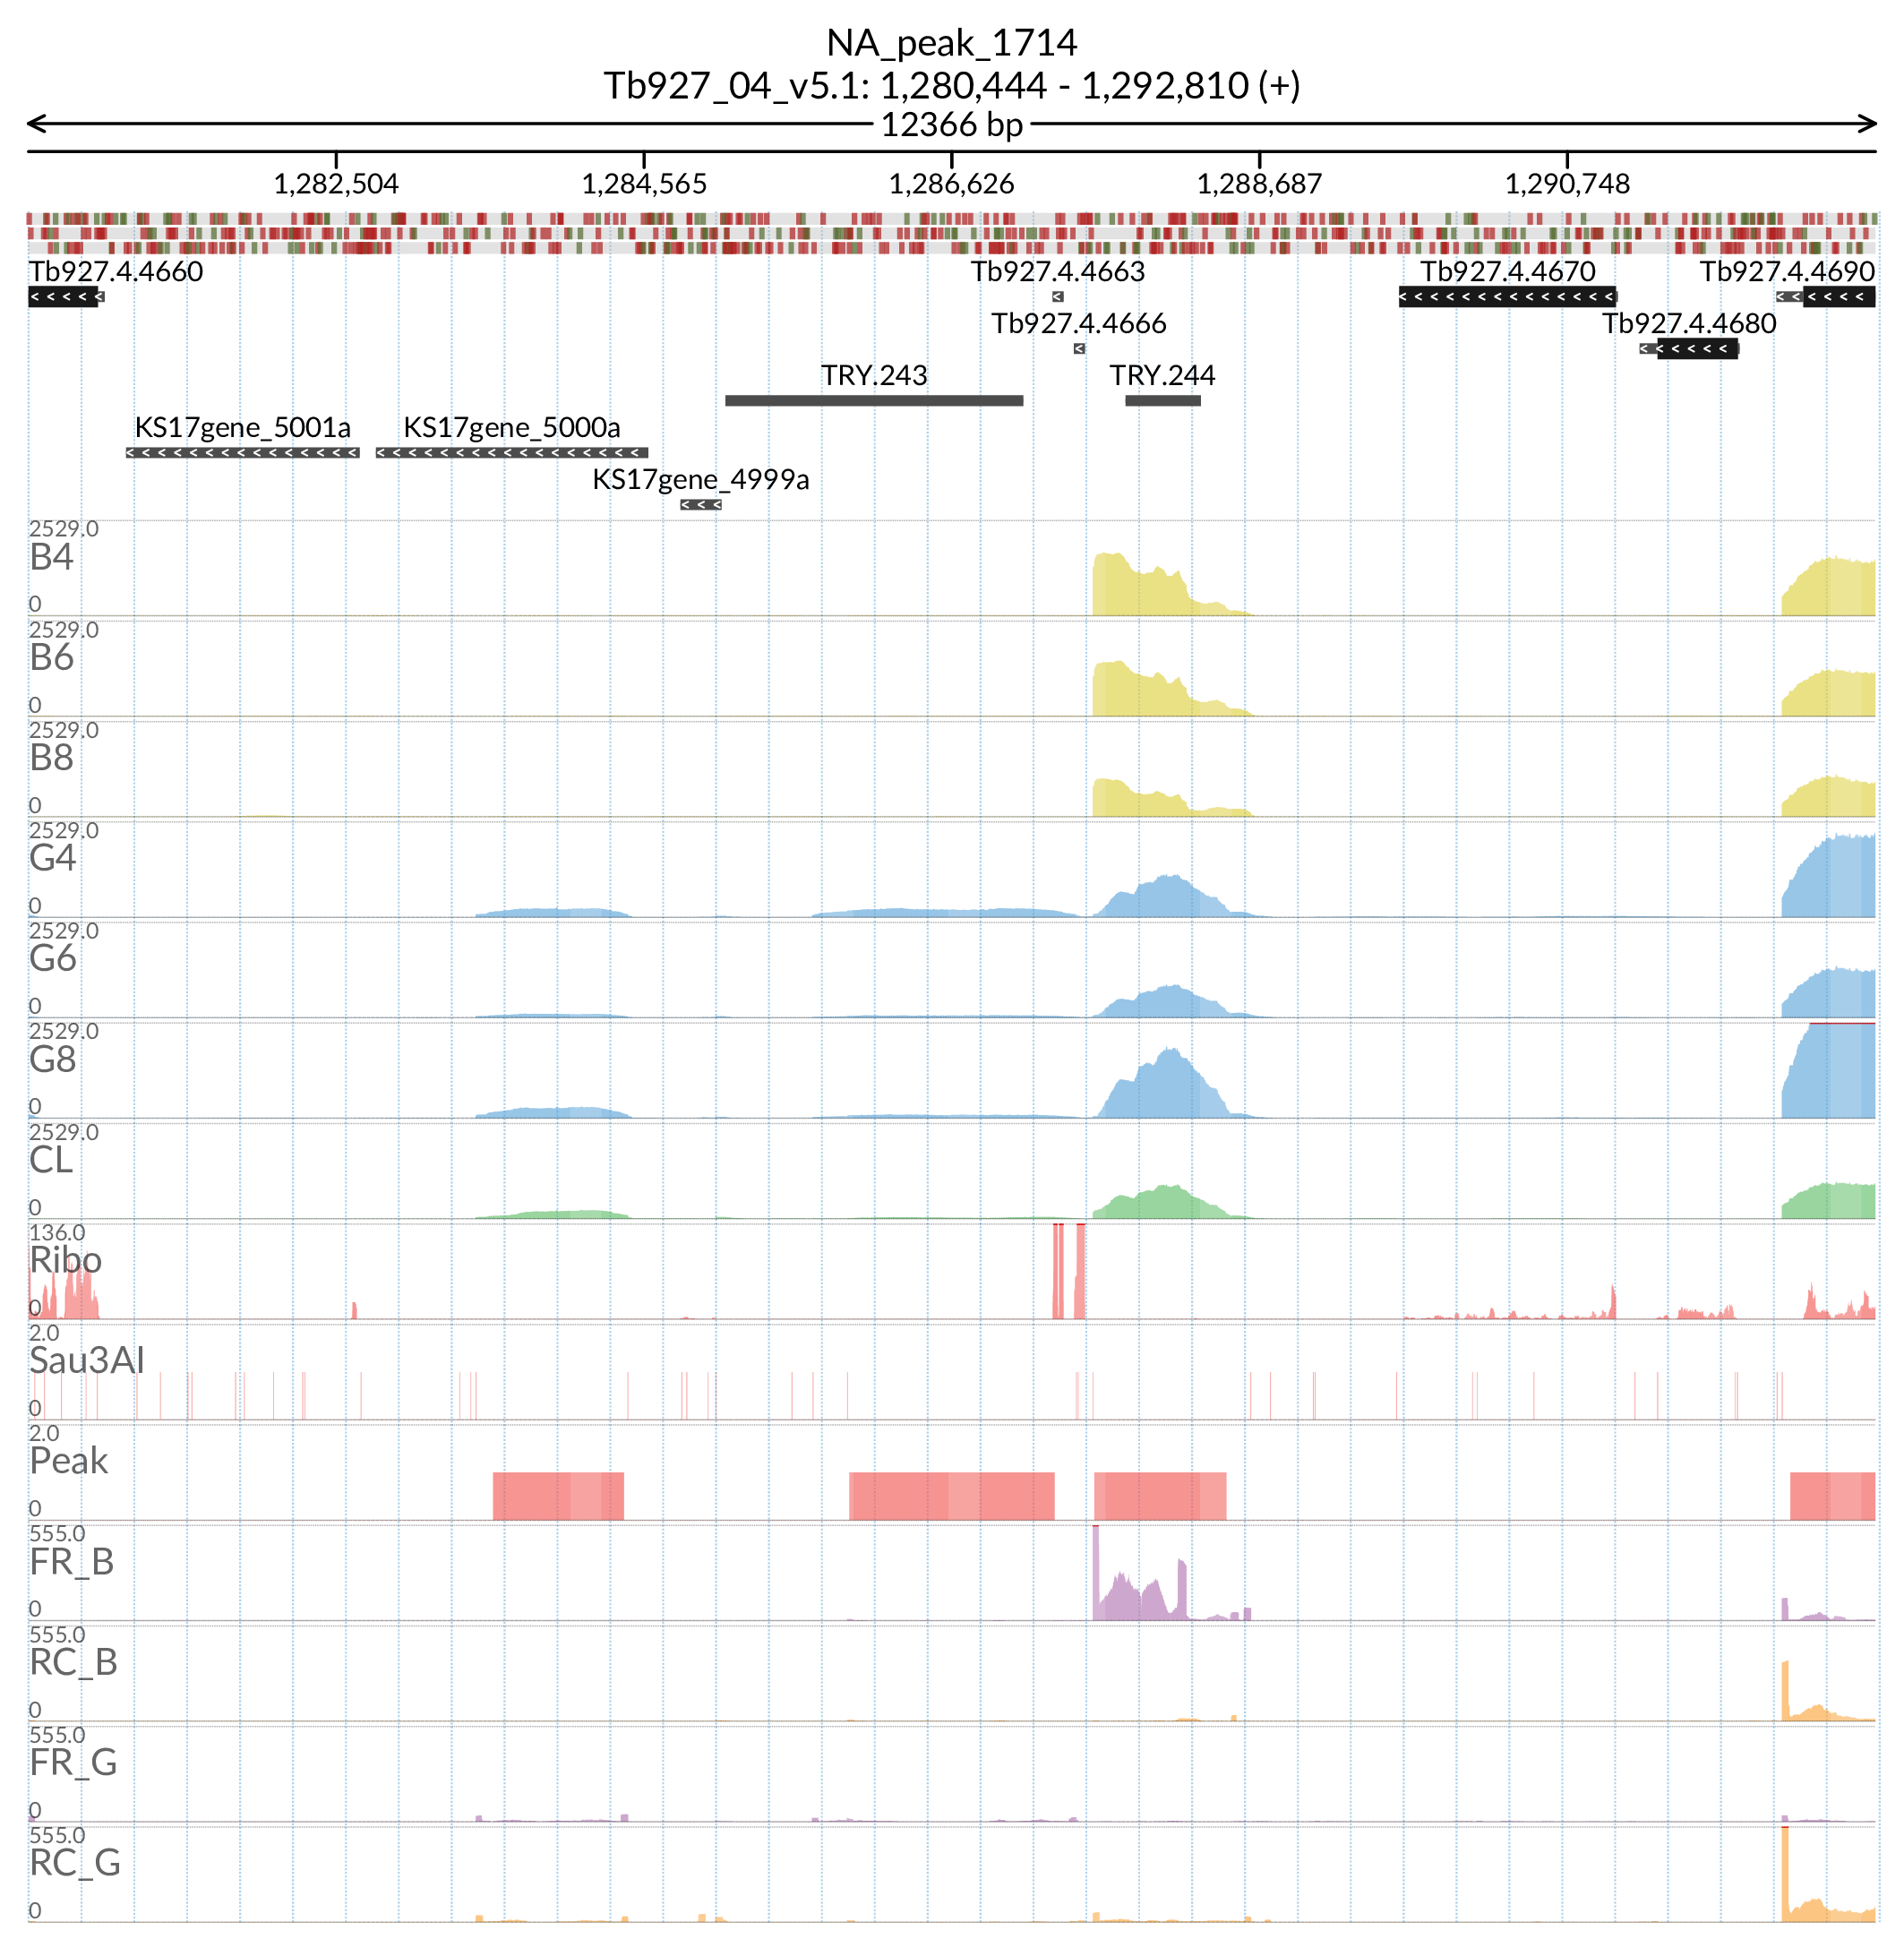 NA_peak_1714
Tb927_04_v5.1: 1,280,444 - 1,292,810 (+)
12366 bp
1,282,504 1,284,565 1,286,626 1,288,687 1,290,748
Tb927.4.4660 Tb927.4.4663 Tb927.4.4670 Tb927.4.4690
Tb927.4.4666 Tb927.4.4680
TRY.243 TRY.244
KS17gene_5001a KS17gene_5000a
KS17gene_4999a
2529.0
B4
0
2529.0
B6
0
2529.0
B8
0
2529.0
G4
0
2529.0
G6
0
2529.0
G8
0
2529.0
CL
0
136.0
Ribo
0
2.0
Sau3AI
0
2.0
Peak
0
555.0
FR_B
0
555.0
RC_B
0
555.0
FR_G
0
555.0
RC_G
0